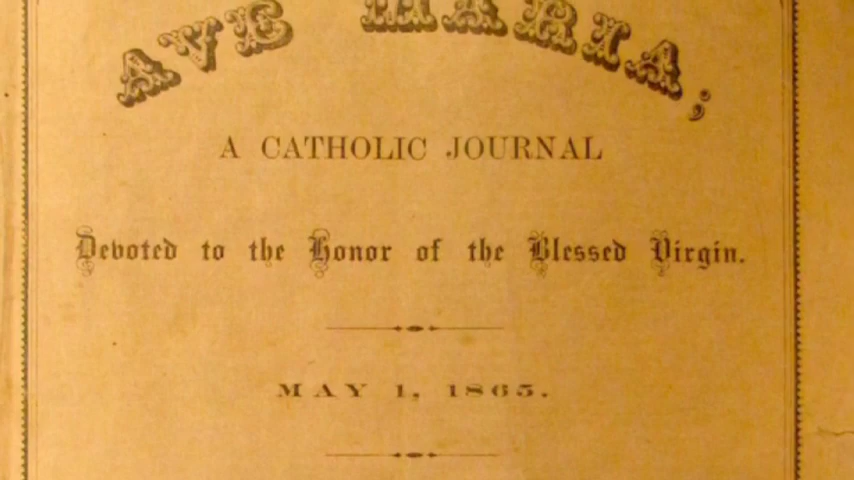 AVE MARIA;
A CATHOLIC JOURNAL
Devoted to the Honor of the Blessed Virgin.
MAY 1, 1865.